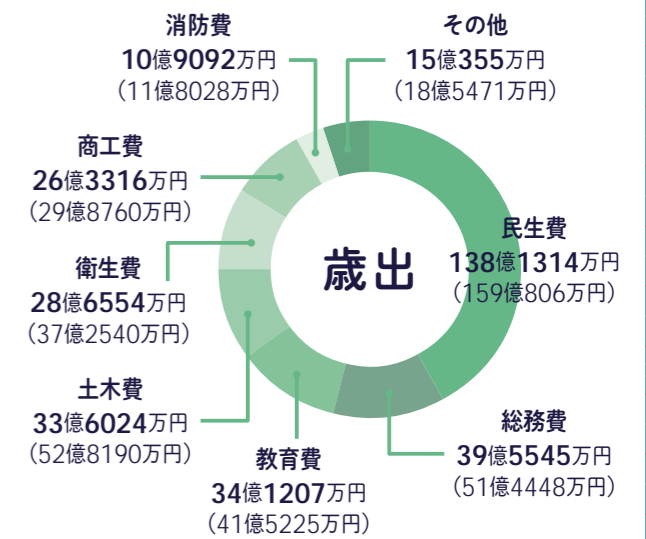 消防費
10億9092万円
(11億8028万円)
その他
15億355万円
(18億5471万円)
商工費
26億3316万円
(29億8760万円)
民生費
138億1314万円
(159億806万円)
歳出
衛生費
28億6554万円
(37億2540万円)
土木費
33億6024万円
(52億8190万円)
総務費
39億5545万円
(51億4448万円)
教育費
34億1207万円
(41億5225万円)